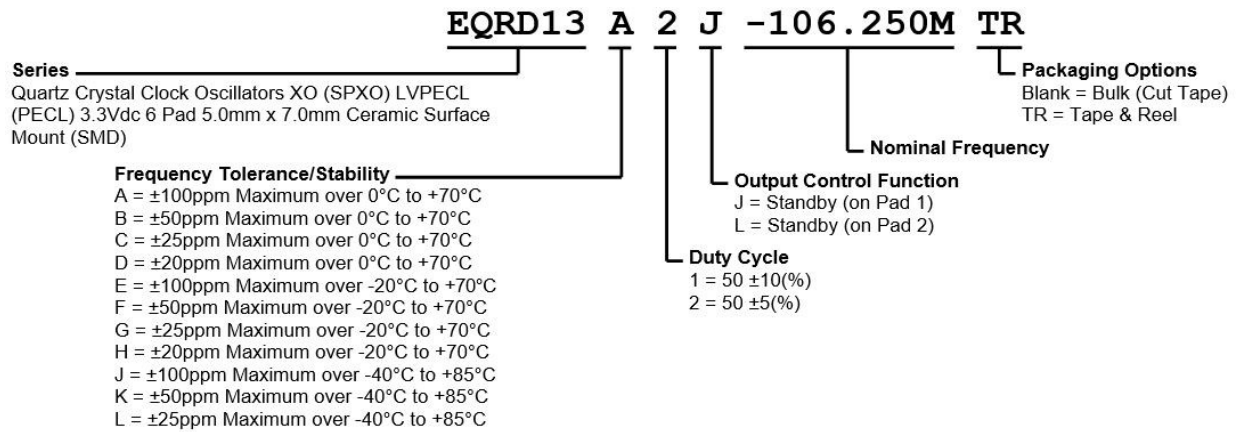 EQRD13 A 2 J -106.250M TR
Series
Quartz Crystal Clock Oscillators XO (SPXO) LVPECL
(PECL) 3.3Vdc 6 Pad 5.0mm x 7.0mm Ceramic Surface
Mount (SMD)
Packaging Options
Blank = Bulk (Cut Tape)
TR = Tape & Reel
Nominal Frequency
Frequency Tolerance/Stability
A = ±100ppm Maximum over 0°C to +70°C
B = ±50ppm Maximum over 0°C to +70°C
C = ±25ppm Maximum over 0°C to +70°C
D = ±20ppm Maximum over 0°C to +70°C
E = ±100ppm Maximum over -20°C to +70°C
F = ±50ppm Maximum over -20°C to +70°C
G = ±25ppm Maximum over -20°C to +70°C
H = ±20ppm Maximum over -20°C to +70°C
J = ±100ppm Maximum over -40°C to +85°C
K = ±50ppm Maximum over -40°C to +85°C
L = ±25ppm Maximum over -40°C to +85°C
Output Control Function
J = Standby (on Pad 1)
L = Standby (on Pad 2)
Duty Cycle
1 = 50 ±10(%)
2 = 50 ±5(%)